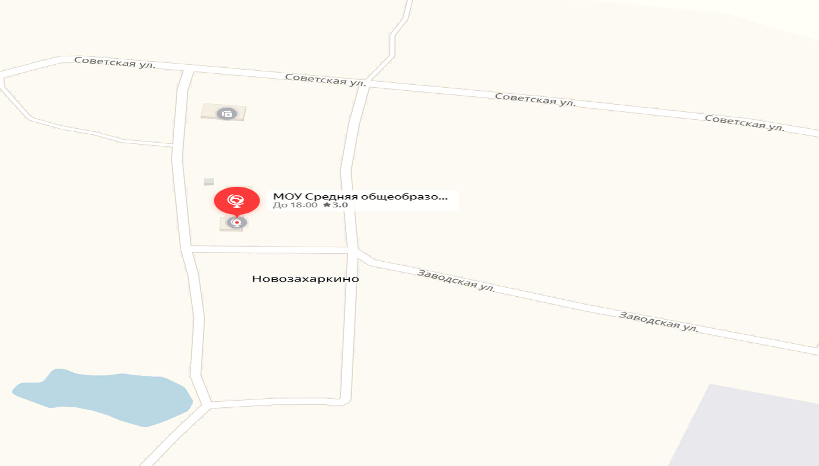 Советская ул.
Советская ул.
Советская ул.
Советская ул.
МОУ Средняя общеобразо...
До 18:00 ★3.0
Новозахаркино
Заводская ул.
Заводская ул.